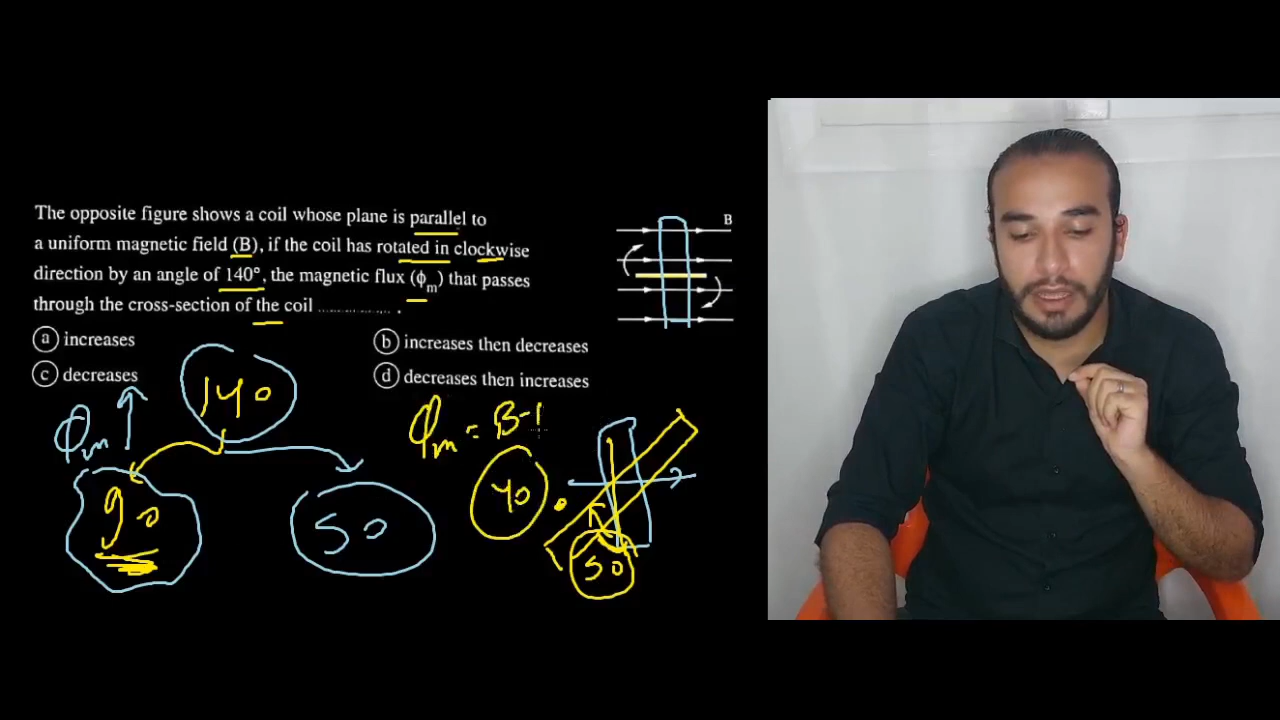 The opposite figure shows a coil whose plane is parallel to
a uniform magnetic field (B), if the coil has rotated in clockwise
direction by an angle of 140°, the magnetic flux (ϕm) that passes
through the cross-section of the coil .................... .
B
ⓐ increases
ⓑ increases then decreases
ⓒ decreases
ⓓ decreases then increases
140
ϕm ↑
90
50
ϕm = B
40
50